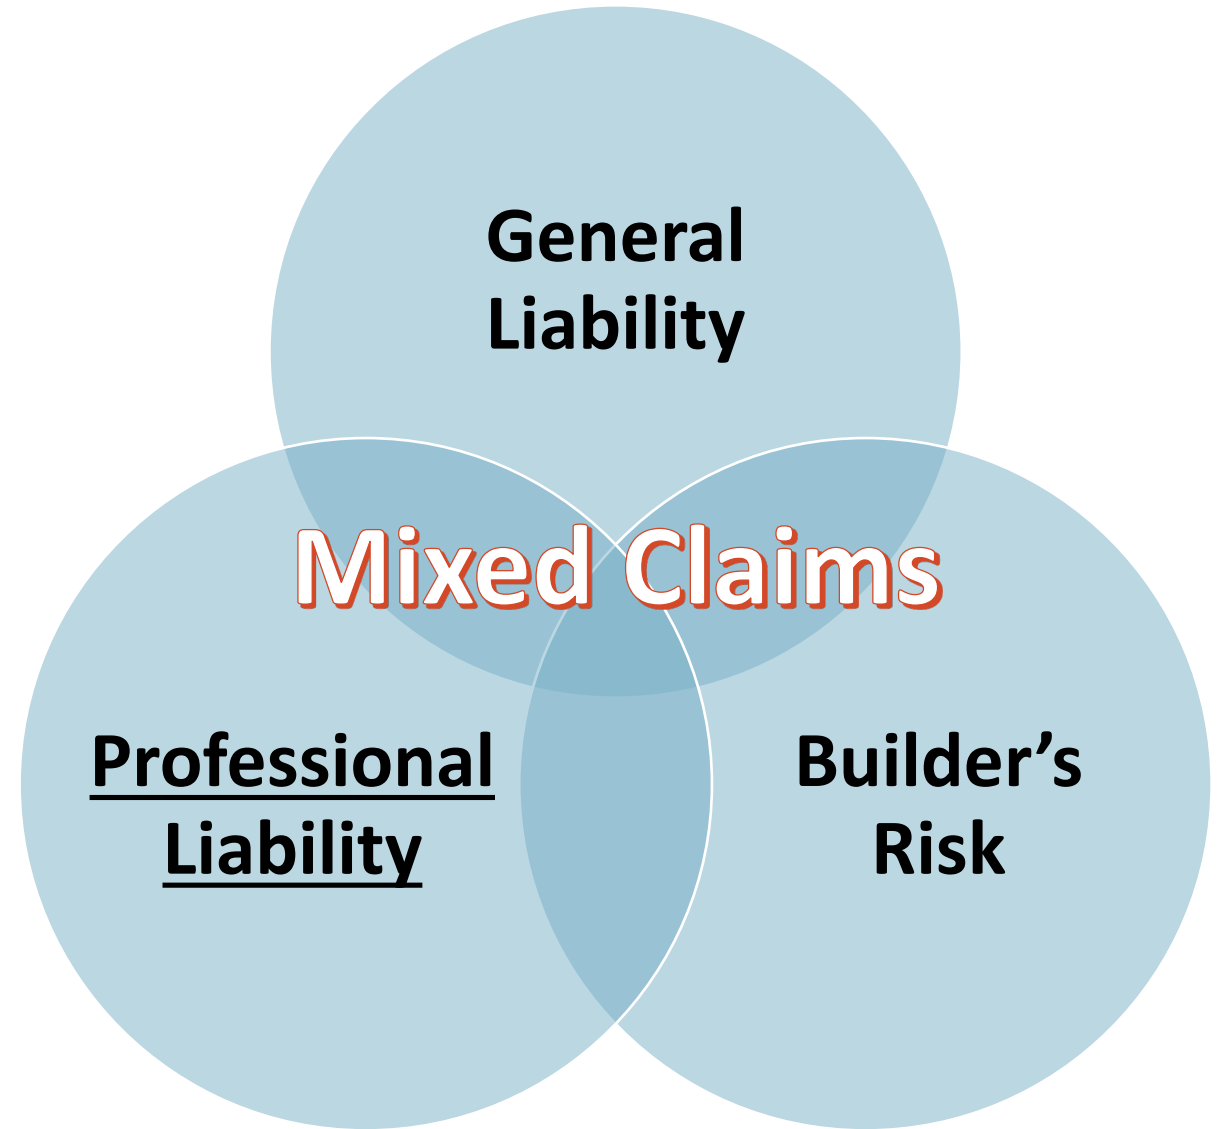 General
Liability
Mixed Claims
Professional
Liability
Builder’s
Risk